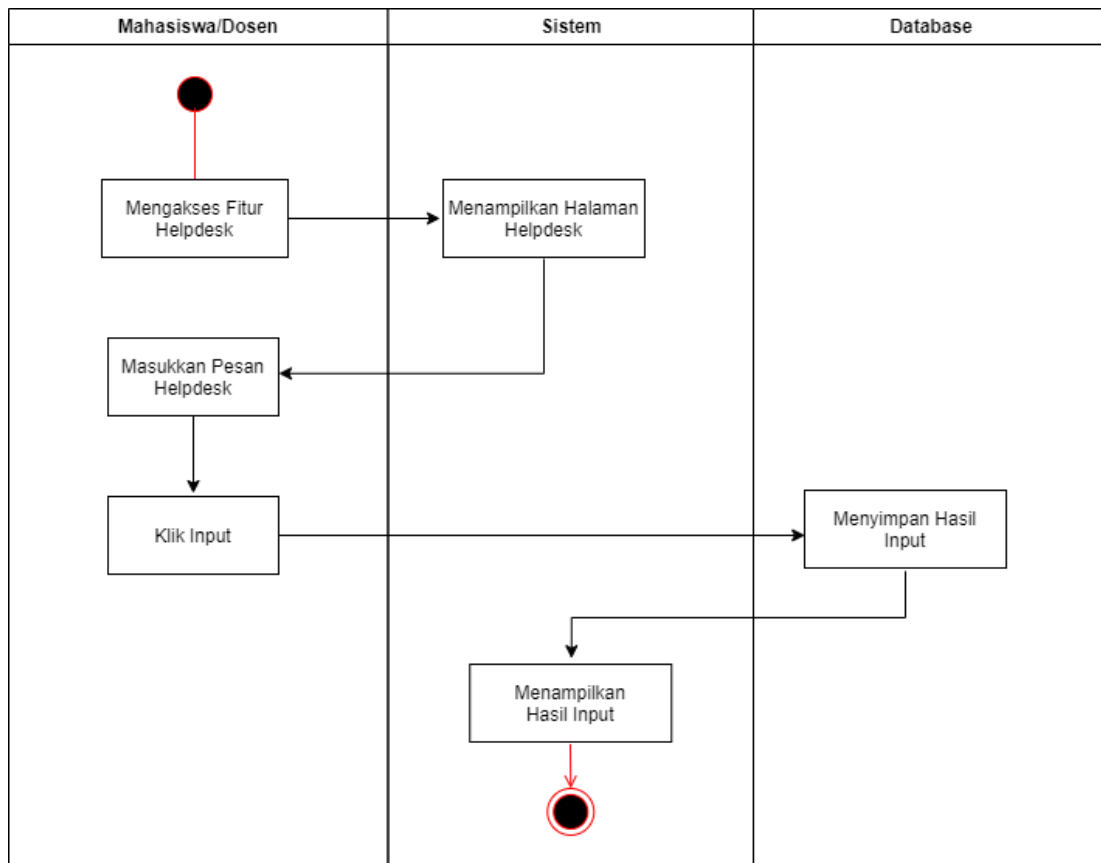 Mahasiswa/Dosen
Sistem
Database
Mengakses Fitur
Helpdesk
Menampilkan Halaman
Helpdesk
Masukkan Pesan
Helpdesk
Klik Input
Menyimpan Hasil
Input
Menampilkan
Hasil Input